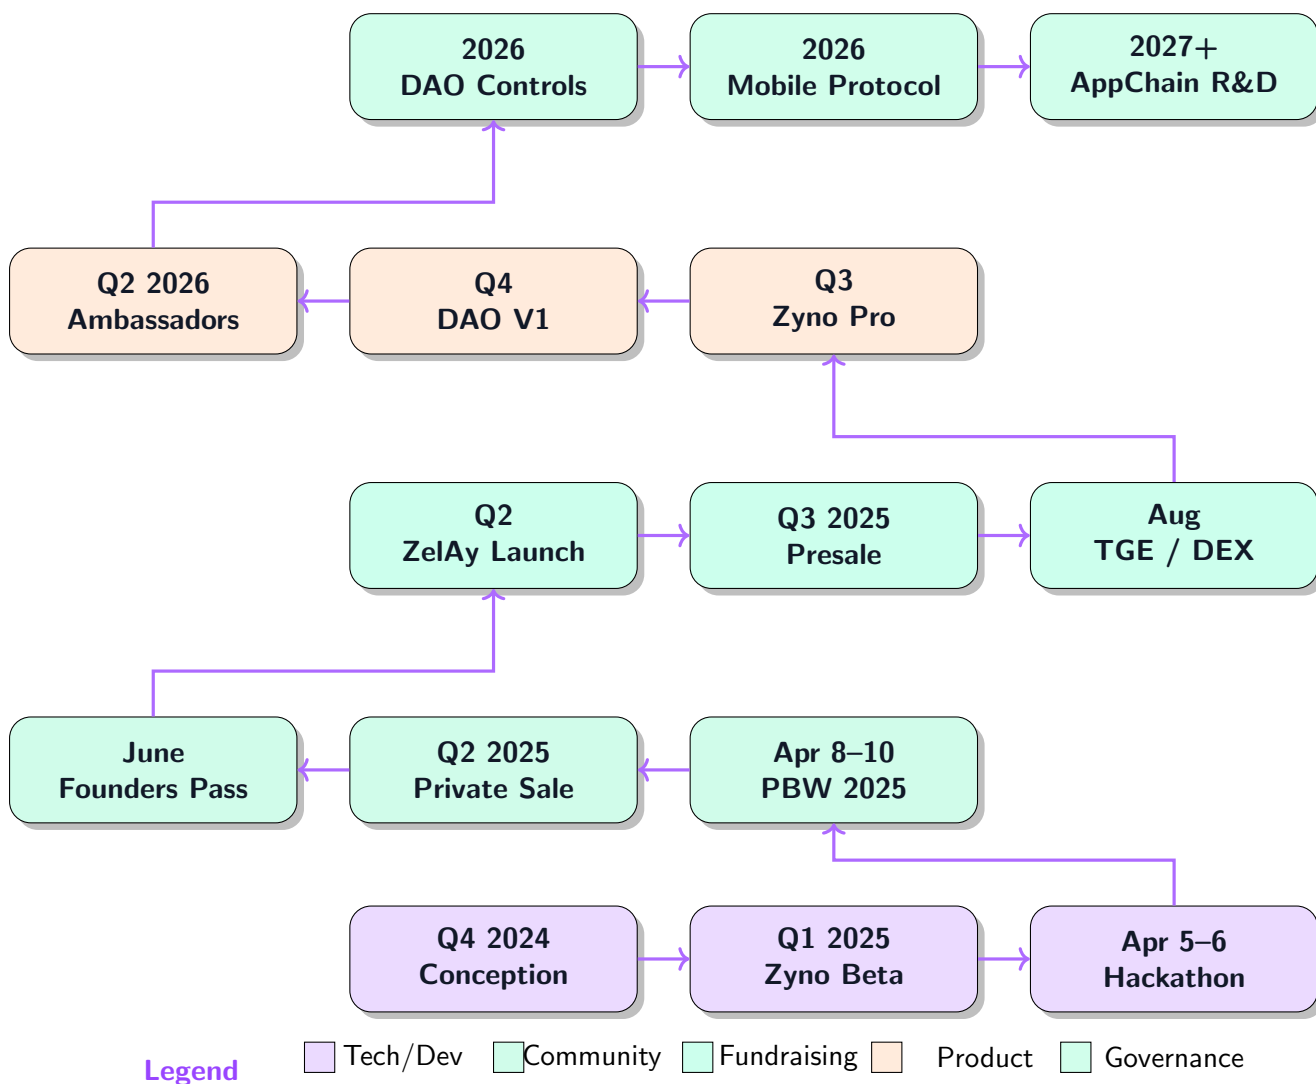 2026
DAO Controls
2026
Mobile Protocol
2027+
AppChain R&D
Q2 2026
Ambassadors
Q4
DAO V1
Q3
Zyno Pro
Q2
ZelAy Launch
Q3 2025
Presale
Aug
TGE / DEX
June
Founders Pass
Q2 2025
Private Sale
Apr 8–10
PBW 2025
Q4 2024
Conception
Q1 2025
Zyno Beta
Apr 5–6
Hackathon
Legend
Tech/Dev
Community
Fundraising
Product
Governance